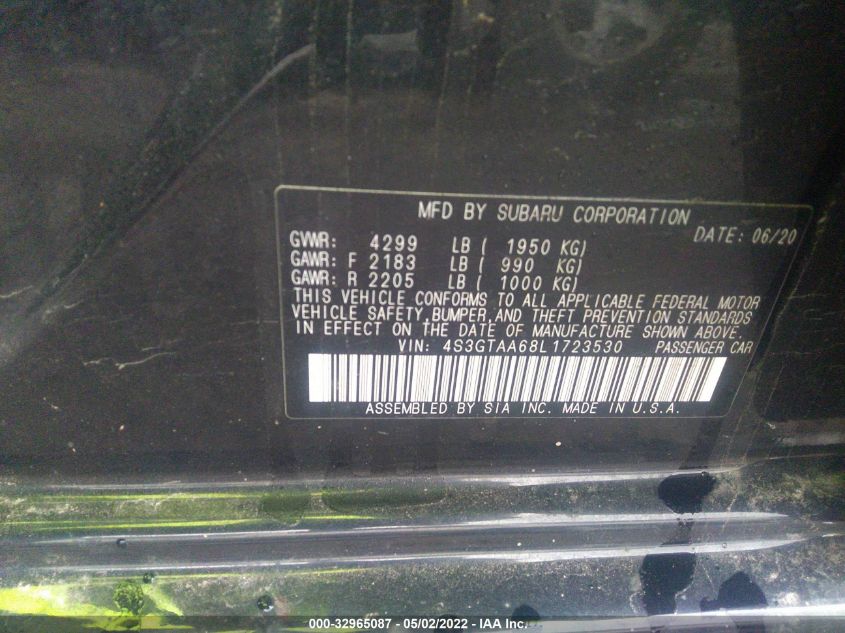 MFD BY SUBARU CORPORATION
DATE: 06/20
GVWR: 4299 LB ( 1950 KG)
GAWR: F 2183 LB ( 990 KG)
GAWR: R 2205 LB ( 1000 KG)
THIS VEHICLE CONFORMS TO ALL APPLICABLE FEDERAL MOTOR
VEHICLE SAFETY, BUMPER, AND THEFT PREVENTION STANDARDS
IN EFFECT ON THE DATE OF MANUFACTURE SHOWN ABOVE.
VIN: 4S3GTAA68L1723530 PASSENGER CAR
ASSEMBLED BY SIA INC. MADE IN U.S.A.
000-32965087 - 05/02/2022 - IAA Inc.